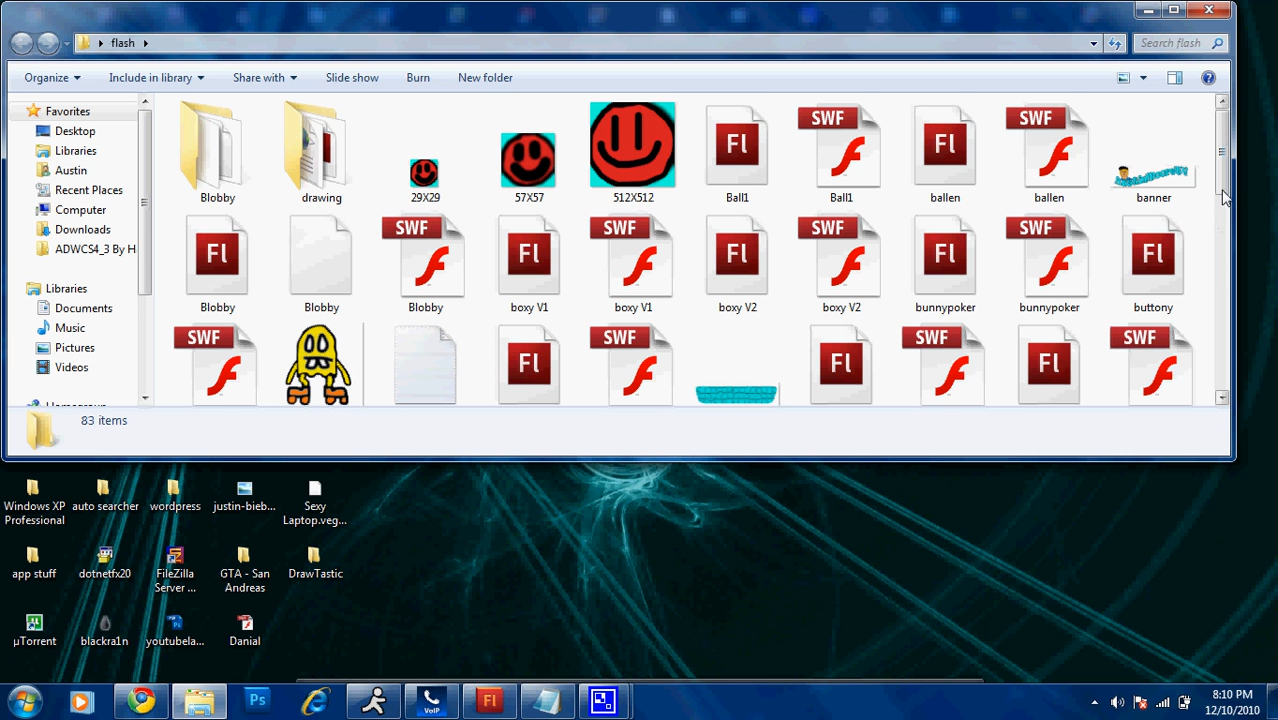 flash
Search flash
Organize
Include in library
Share with
Slide show
Burn
New folder
Favorites
Desktop
Libraries
Austin
Recent Places
Computer
Downloads
ADWCS4_3 By H
Libraries
Documents
Music
Pictures
Videos
Blobby
drawing
29X29
57X57
512X512
Fl
Ball1
SWF
Ball1
Fl
ballen
SWF
ballen
banner
Fl
Blobby
Blobby
SWF
Blobby
Fl
boxy V1
SWF
boxy V1
Fl
boxy V2
SWF
boxy V2
Fl
bunnypoker
SWF
bunnypoker
Fl
buttony
SWF
Fl
SWF
Fl
SWF
Fl
SWF
83 items
Windows XP
Professional
auto searcher
wordpress
justin-bieb...
Sexy
Laptop.veg...
app stuff
dotnetfx20
FileZilla
Server ...
GTA - San
Andreas
DrawTastic
µTorrent
blackra1n
youtubela...
Danial
Ps
VoIP
Fl
8:10 PM
12/10/2010